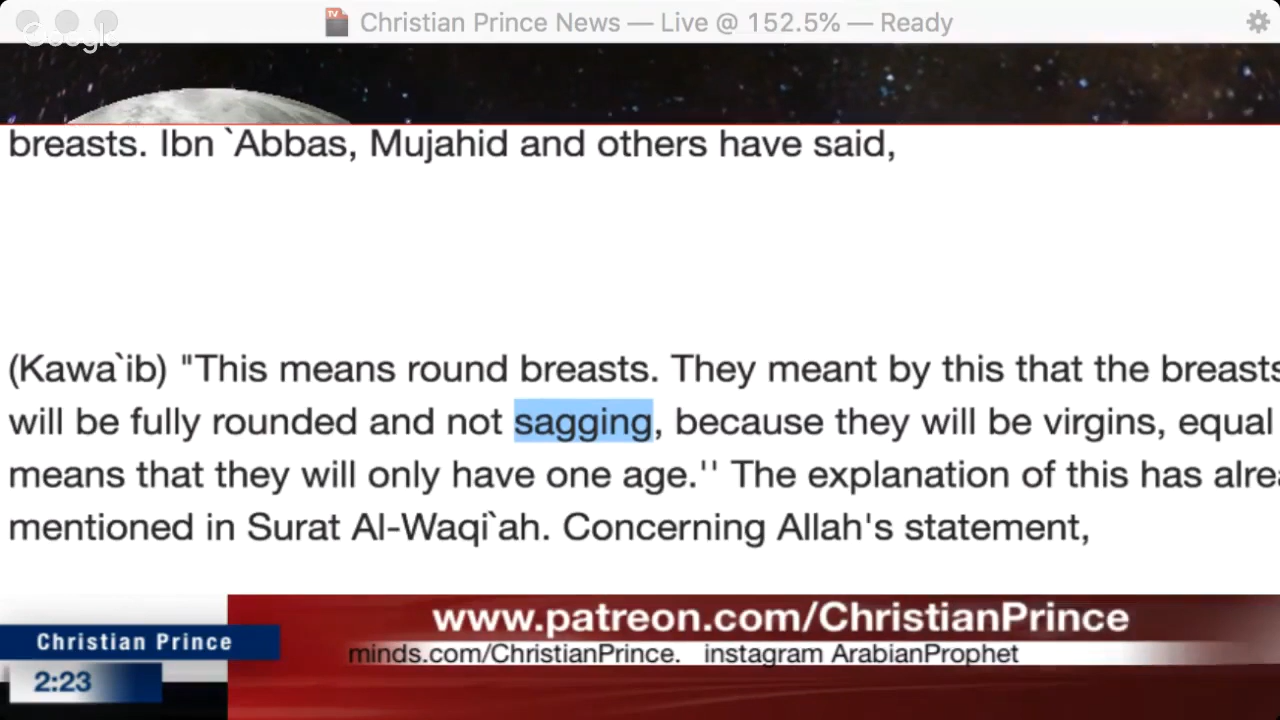 TV
Christian Prince News — Live @ 152.5% — Ready
Google
breasts. Ibn `Abbas, Mujahid and others have said,
(Kawa`ib) "This means round breasts. They meant by this that the breasts
will be fully rounded and not sagging, because they will be virgins, equal
means that they will only have one age.'' The explanation of this has alrea
mentioned in Surat Al-Waqi`ah. Concerning Allah's statement,
www.patreon.com/ChristianPrince
Christian Prince
minds.com/ChristianPrince. instagram ArabianProphet
2:23